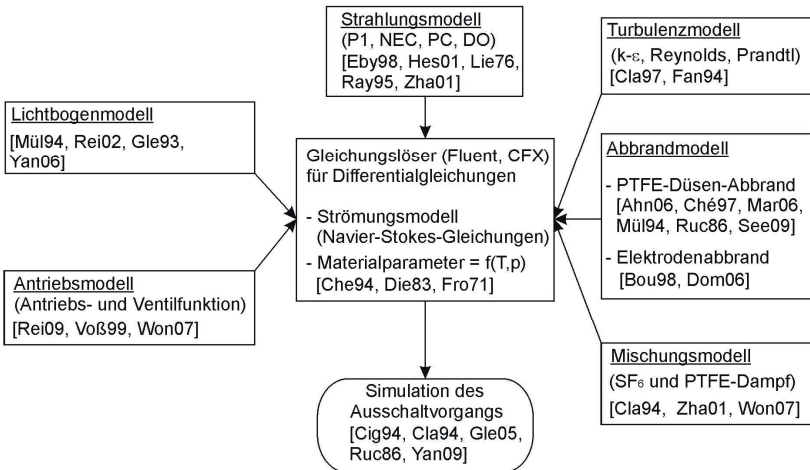 Strahlungsmodell
(P1, NEC, PC, DO)
[Eby98, Hes01, Lie76,
Ray95, Zha01]
Turbulenzmodell
(k-ε, Reynolds, Prandtl)
[Cla97, Fan94]
Lichtbogenmodell
[Mül94, Rei02, Gle93,
Yan06]
Gleichungslöser (Fluent, CFX)
für Differentialgleichungen
- Strömungsmodell
(Navier-Stokes-Gleichungen)
- Materialparameter = f(T,p)
[Che94, Die83, Fro71]
Abbrandmodell
- PTFE-Düsen-Abbrand
[Ahn06, Ché97, Mar06,
Mül94, Ruc86, See09]
- Elektrodenabbrand
[Bou98, Dom06]
Antriebsmodell
(Antriebs- und Ventilfunktion)
[Rei09, Voß99, Won07]
Mischungsmodell
(SF₆ und PTFE-Dampf)
[Cla94, Zha01, Won07]
Simulation des
Ausschaltvorgangs
[Cig94, Cla94, Gle05,
Ruc86, Yan09]